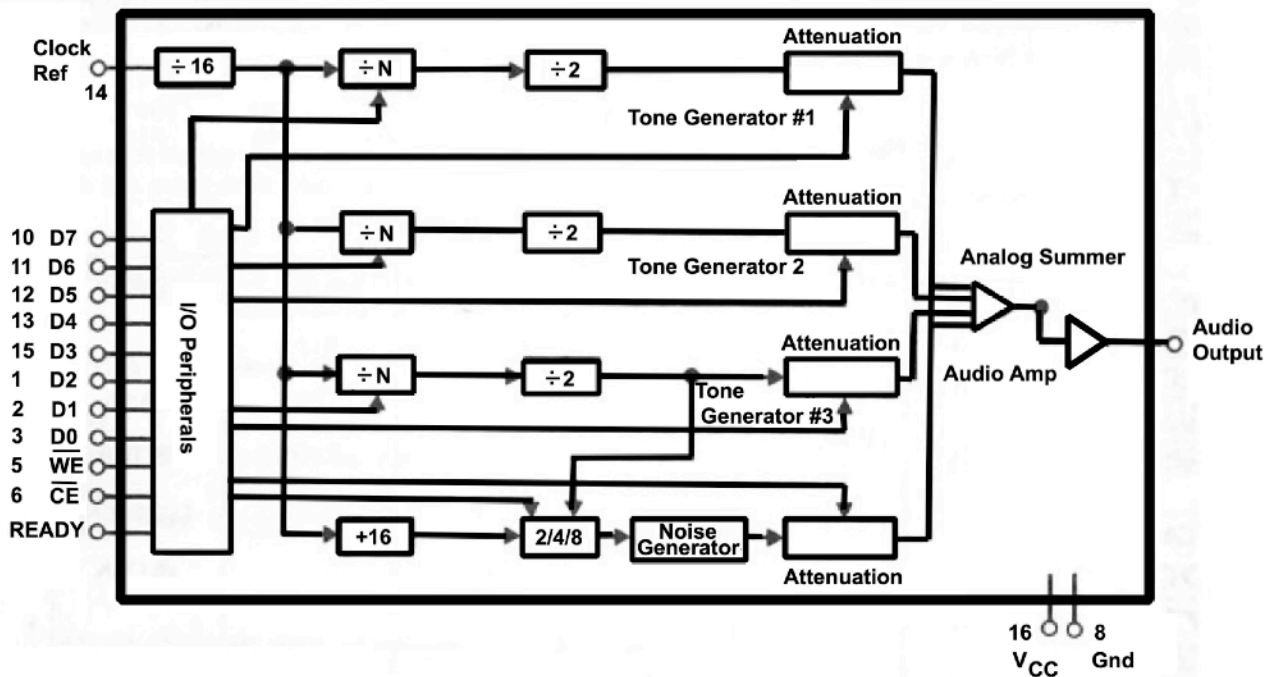 Attenuation
Clock
Ref
14
÷ 16
÷ N
÷ 2
Tone Generator #1
Attenuation
10 D7
11 D6
12 D5
13 D4
15 D3
1 D2
2 D1
3 D0
5 WE
6 CE
READY
I/O Peripherals
÷ N
÷ 2
Tone Generator 2
Analog Summer
Attenuation
÷ N
÷ 2
Tone
Generator #3
Audio Amp
Audio
Output
+16
2/4/8
Noise
Generator
Attenuation
16
VCC
8
Gnd